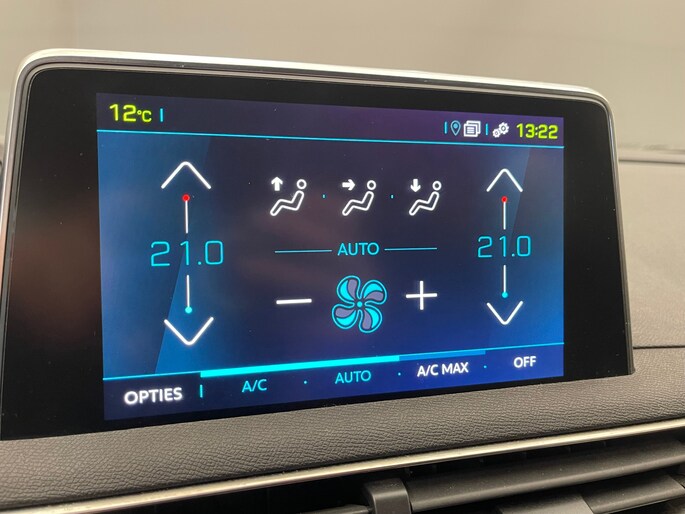 12°C 13:22
21.0 AUTO 21.0
OPTIES A/C AUTO A/C MAX OFF